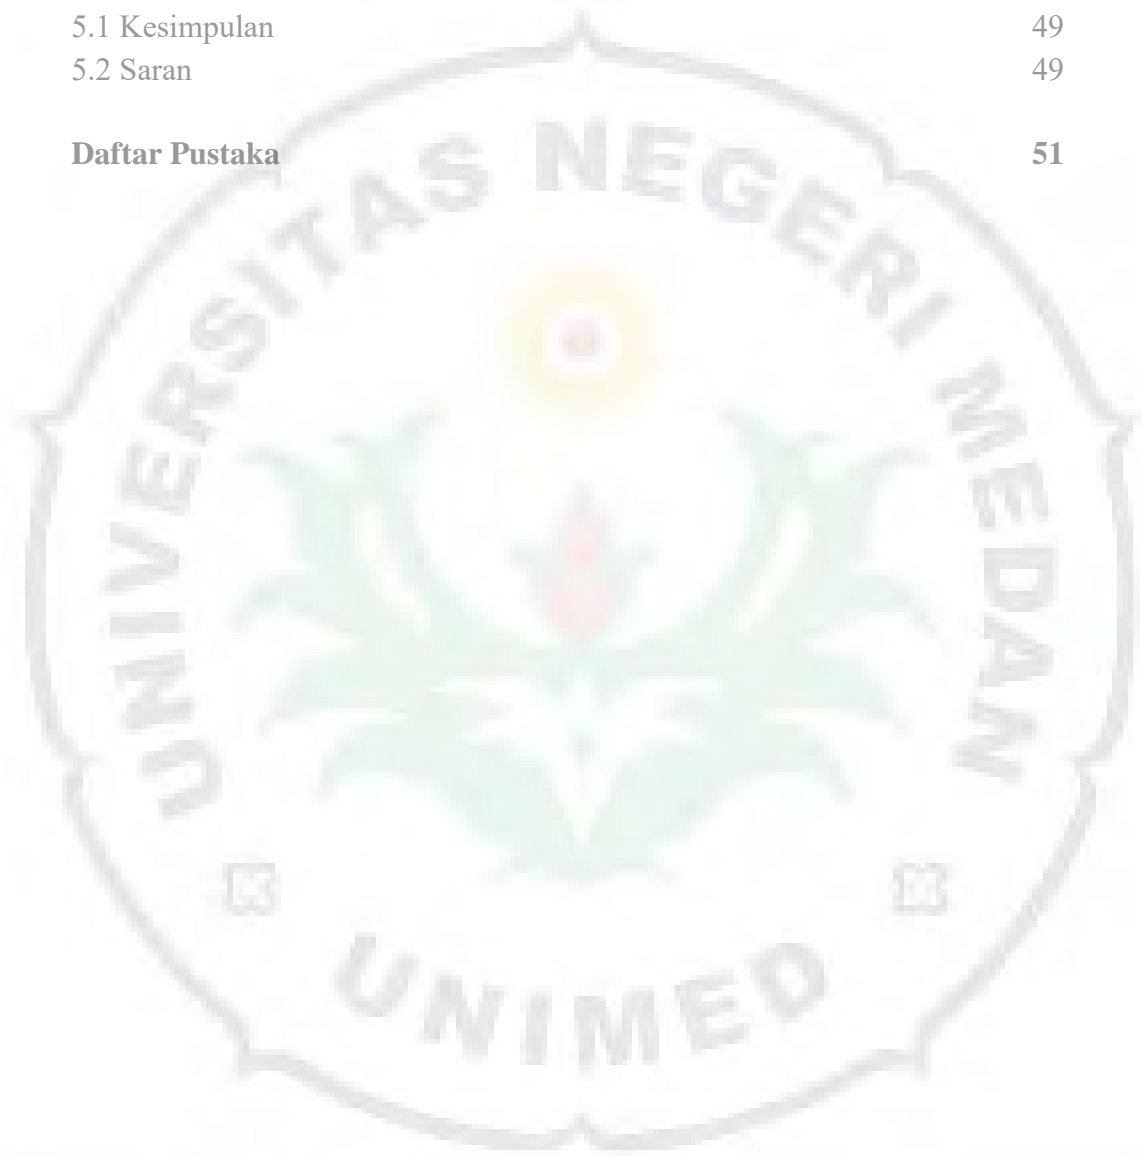 5.1 Kesimpulan 49
5.2 Saran 49
Daftar Pustaka 51
UNIVERSITAS NEGERI MEDAN
UNIMED